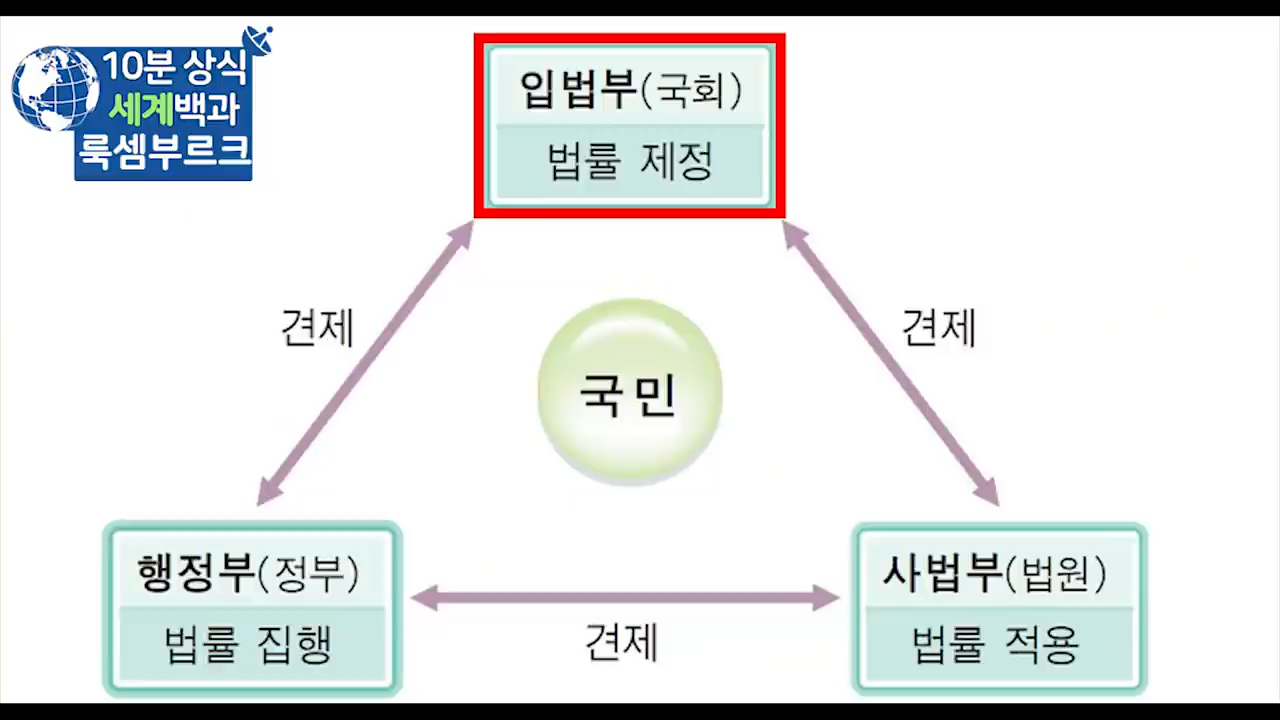 10분 상식
세계백과
룩셈부르크
입법부(국회)
법률 제정
견제
견제
국민
행정부(정부)
법률 집행
견제
사법부(법원)
법률 적용